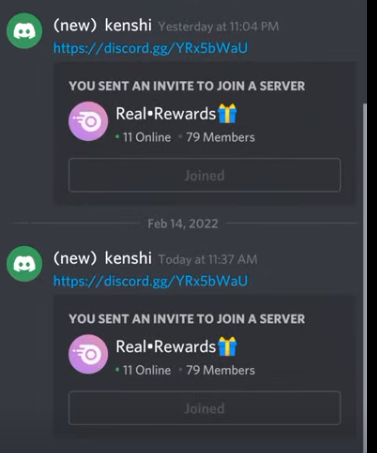 (new) kenshi Yesterday at 11:04 PM
https://discord.gg/YRx5bWaU
YOU SENT AN INVITE TO JOIN A SERVER
Real•Rewards🎁
• 11 Online • 79 Members
Joined
Feb 14, 2022
(new) kenshi Today at 11:37 AM
https://discord.gg/YRx5bWaU
YOU SENT AN INVITE TO JOIN A SERVER
Real•Rewards🎁
• 11 Online • 79 Members
Joined